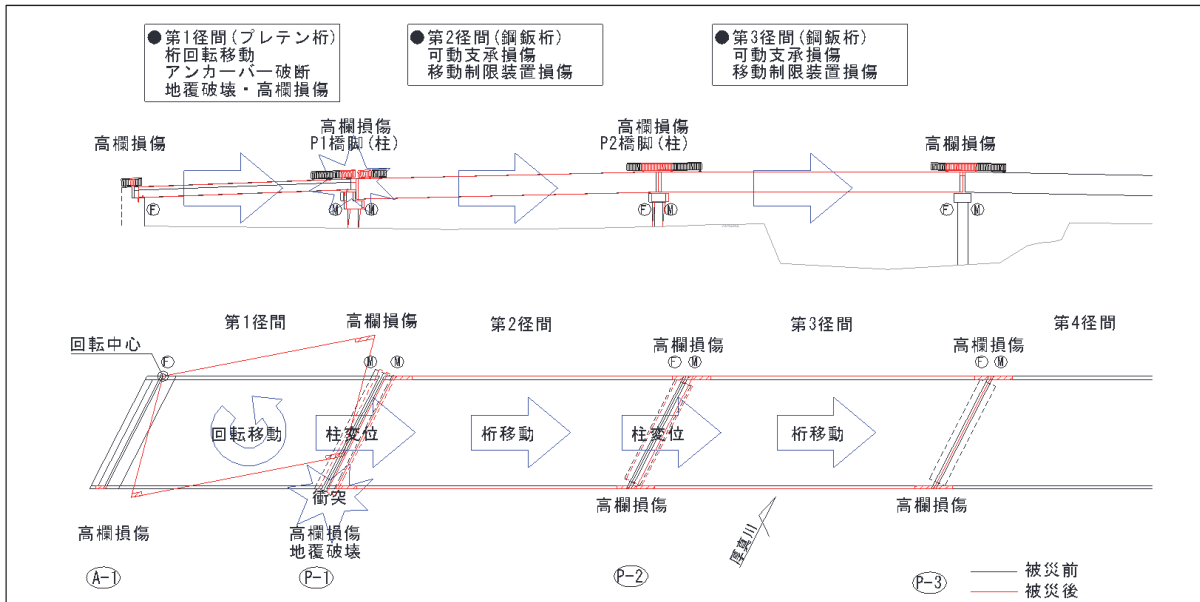 ●第1径間(プレテン桁)
桁回転移動
アンカーバー破断
地覆破壊・高欄損傷
●第2径間(鋼鈑桁)
可動支承損傷
移動制限装置損傷
●第3径間(鋼鈑桁)
可動支承損傷
移動制限装置損傷
高欄損傷
高欄損傷
P1橋脚(柱)
高欄損傷
P2橋脚(柱)
高欄損傷
F
M
M
F
M
F
M
第1径間
高欄損傷
第2径間
第3径間
第4径間
回転中心
高欄損傷
高欄損傷
F
M
M
F
M
F
M
回転移動
柱変位
桁移動
柱変位
桁移動
衝突
高欄損傷
高欄損傷
地覆破壊
高欄損傷
高欄損傷
厚真川
A-1
P-1
P-2
P-3
被災前
被災後